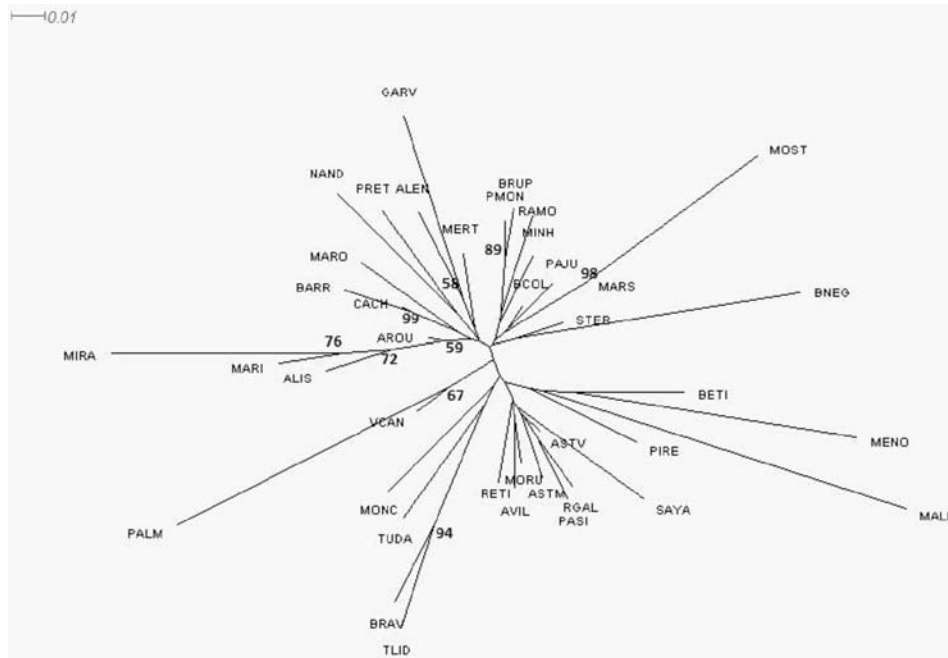 0.01
GARV
MOST
NAND
PRET ALEN
BRUP
PMON
RAMO
MERT
MINH
89
MARO
PAJU
98
58
BCOL
MARS
BARR
BNEG
CACH
99
STER
AROU
76
59
MIRA
72
MARI
ALIS
67
BETI
VCAN
MENO
ASTV
PIRE
MORU
RETI
ASTM
MONC
AVIL
RGAL
SAYA
PASI
PALM
TUDA
94
BRAV
TLID